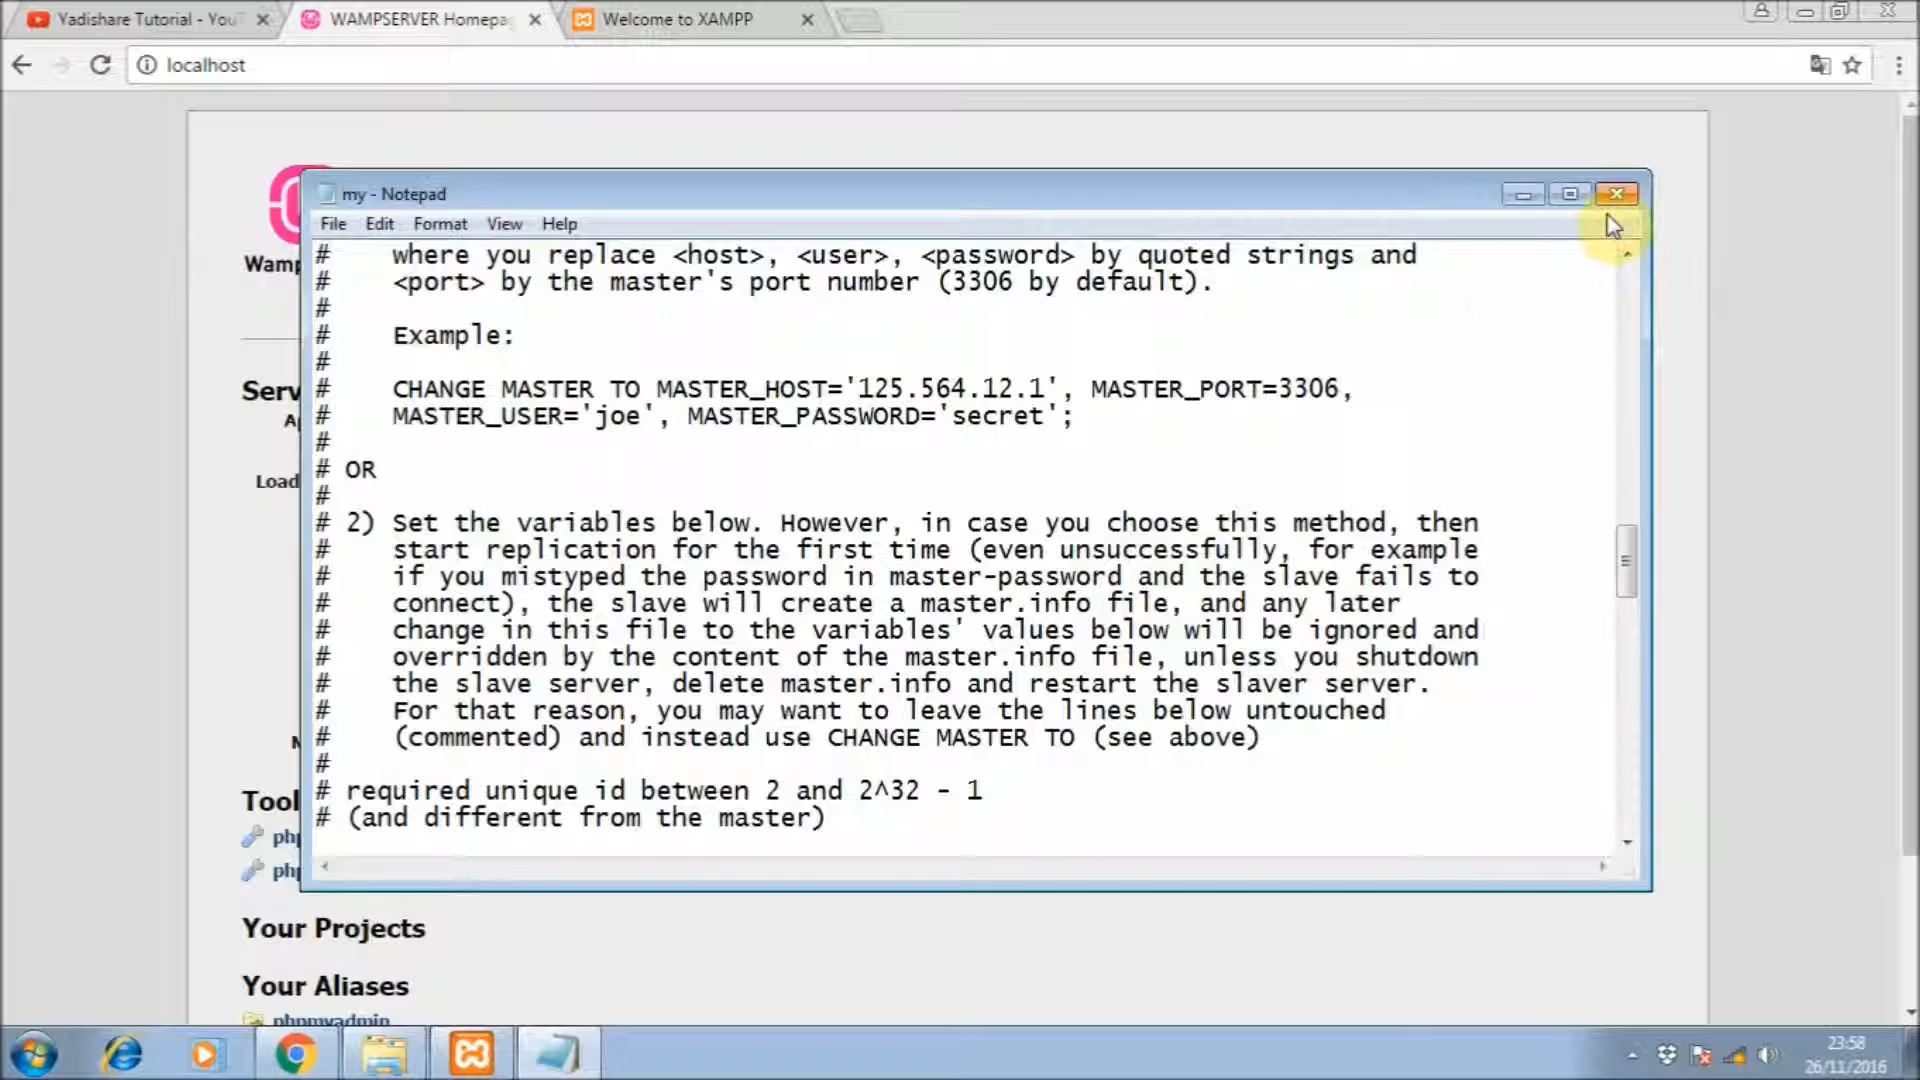 Yadishare Tutorial - You
WAMPSERVER Homepag
Welcome to XAMPP
localhost
Wamp
my - Notepad
File Edit Format View Help
# where you replace <host>, <user>, <password> by quoted strings and
# <port> by the master's port number (3306 by default).
#
# Example:
#
# CHANGE MASTER TO MASTER_HOST='125.564.12.1', MASTER_PORT=3306,
# MASTER_USER='joe', MASTER_PASSWORD='secret';
#
# OR
#
# 2) Set the variables below. However, in case you choose this method, then
# start replication for the first time (even unsuccessfully, for example
# if you mistyped the password in master-password and the slave fails to
# connect), the slave will create a master.info file, and any later
# change in this file to the variables' values below will be ignored and
# overridden by the content of the master.info file, unless you shutdown
# the slave server, delete master.info and restart the slaver server.
# For that reason, you may want to leave the lines below untouched
# (commented) and instead use CHANGE MASTER TO (see above)
#
# required unique id between 2 and 2^32 - 1
# (and different from the master)
Serv
Ap
Load
Tool
php
php
Your Projects
Your Aliases
phpmyadmin
23:58
26/11/2016